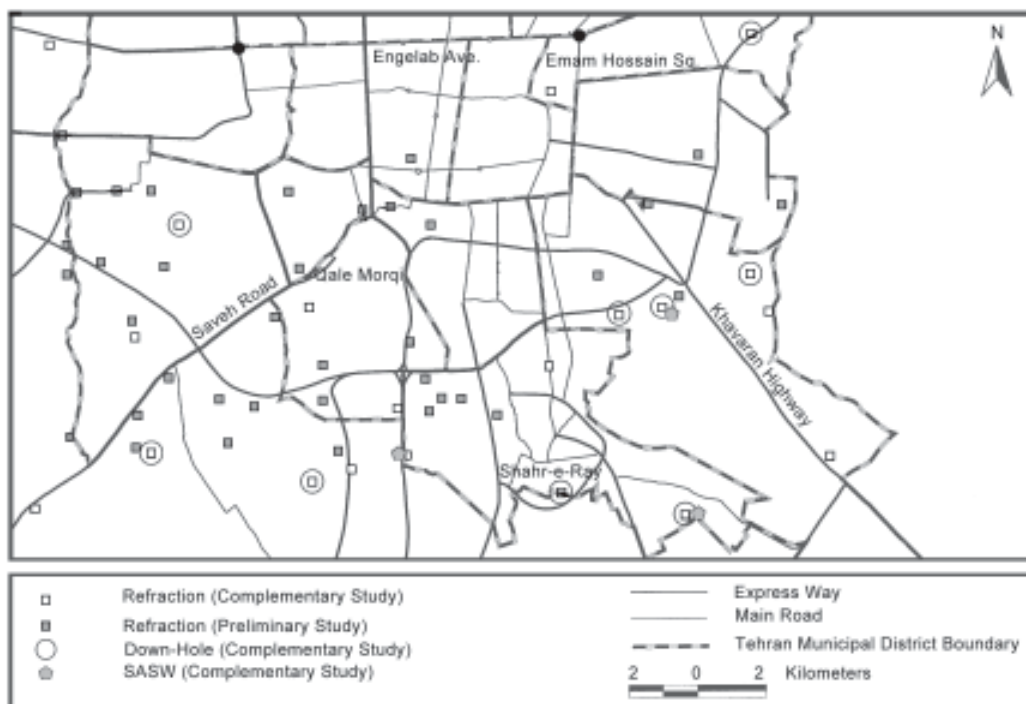 N
Engelab Ave.
Emam Hossain Sq.
Qale Morqi
Saveh Road
Khavaran Highway
Shahr-e-Ray
Refraction (Complementary Study)
Refraction (Preliminary Study)
Down-Hole (Complementary Study)
SASW (Complementary Study)
Express Way
Main Road
Tehran Municipal District Boundary
2 0 2 Kilometers